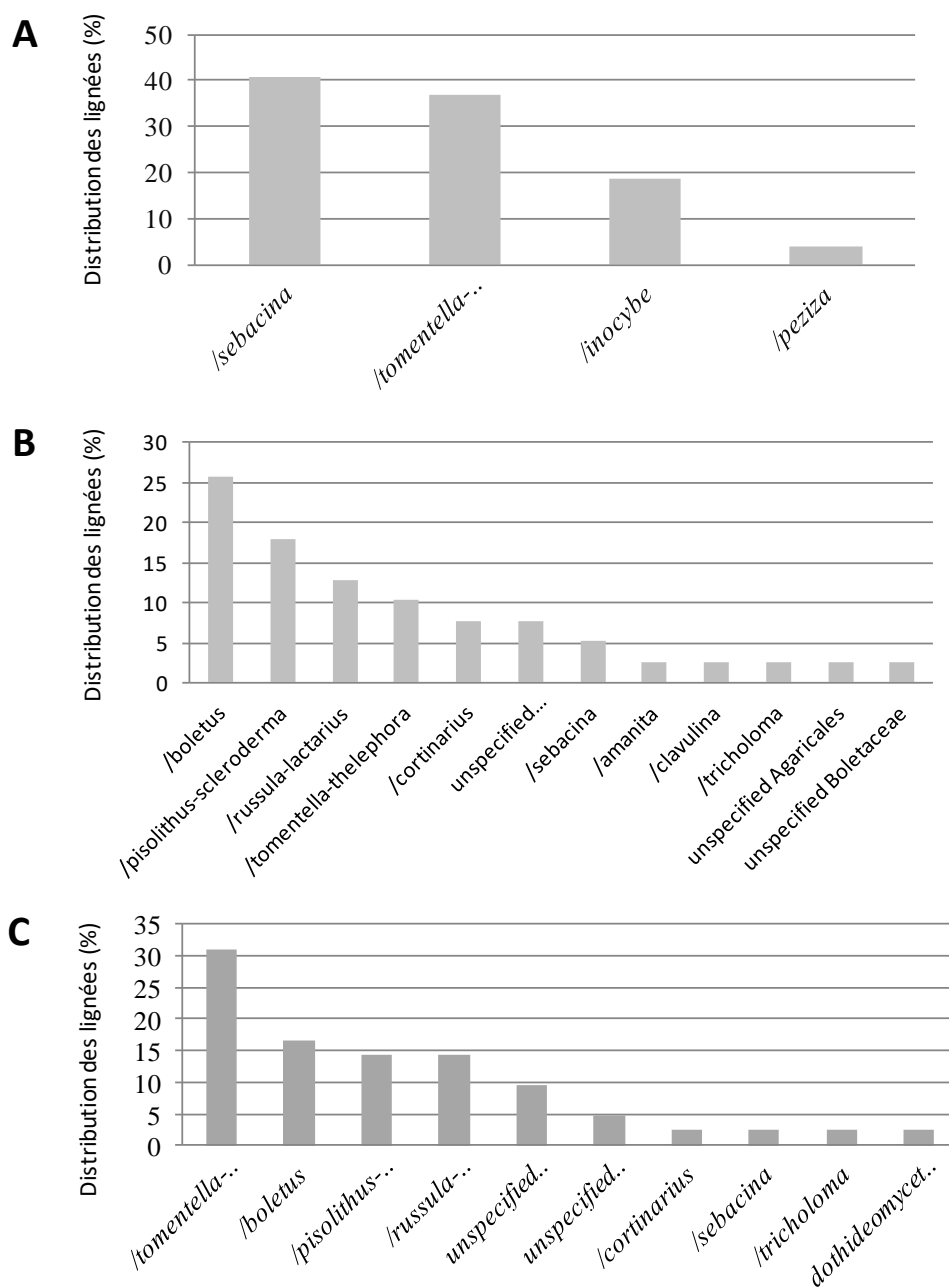 A
Distribution des lignées (%)
50
40
30
20
10
0
/sebacina
/tomentella-..
/inocybe
/peziza
B
Distribution des lignées (%)
30
25
20
15
10
5
0
/boletus
/pisolithus-scleroderma
/russula-lactarius
/tomentella-thelephora
/cortinarius
unspecified...
/sebacina
/amanita
/clavulina
/tricholoma
unspecified Agaricales
unspecified Boletaceae
C
Distribution des lignées (%)
35
30
25
20
15
10
5
0
/tomentella-..
/boletus
/pisolithus-..
/russula-..
unspecified..
unspecified..
/cortinarius
/sebacina
/tricholoma
dothideomycet..